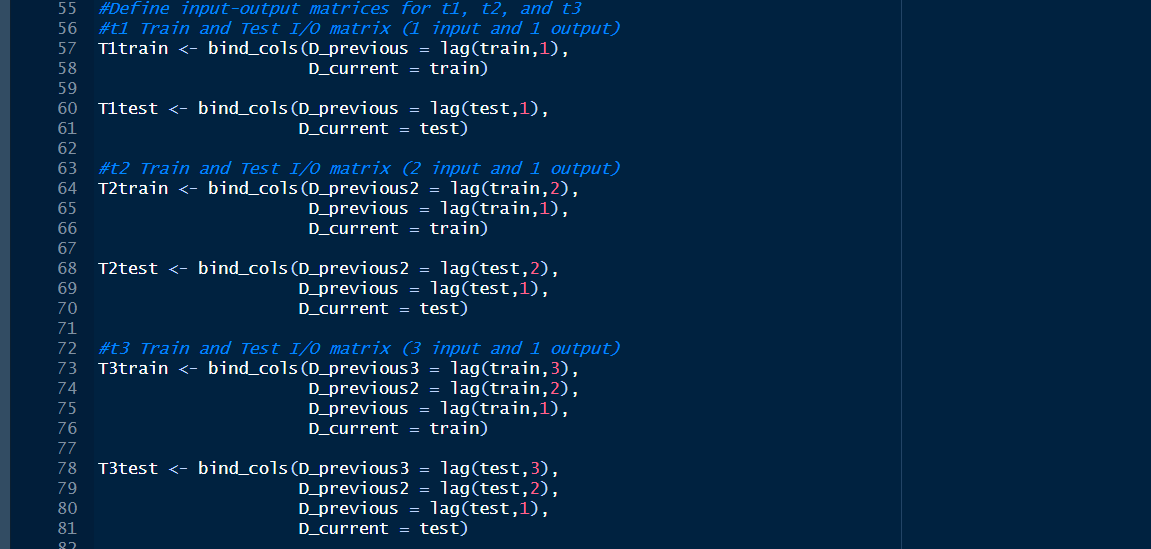 55 #Define input-output matrices for t1, t2, and t3
56 #t1 Train and Test I/O matrix (1 input and 1 output)
57 T1train <- bind_cols(D_previous = lag(train,1),
58 D_current = train)
59
60 T1test <- bind_cols(D_previous = lag(test,1),
61 D_current = test)
62
63 #t2 Train and Test I/O matrix (2 input and 1 output)
64 T2train <- bind_cols(D_previous2 = lag(train,2),
65 D_previous = lag(train,1),
66 D_current = train)
67
68 T2test <- bind_cols(D_previous2 = lag(test,2),
69 D_previous = lag(test,1),
70 D_current = test)
71
72 #t3 Train and Test I/O matrix (3 input and 1 output)
73 T3train <- bind_cols(D_previous3 = lag(train,3),
74 D_previous2 = lag(train,2),
75 D_previous = lag(train,1),
76 D_current = train)
77
78 T3test <- bind_cols(D_previous3 = lag(test,3),
79 D_previous2 = lag(test,2),
80 D_previous = lag(test,1),
81 D_current = test)
82